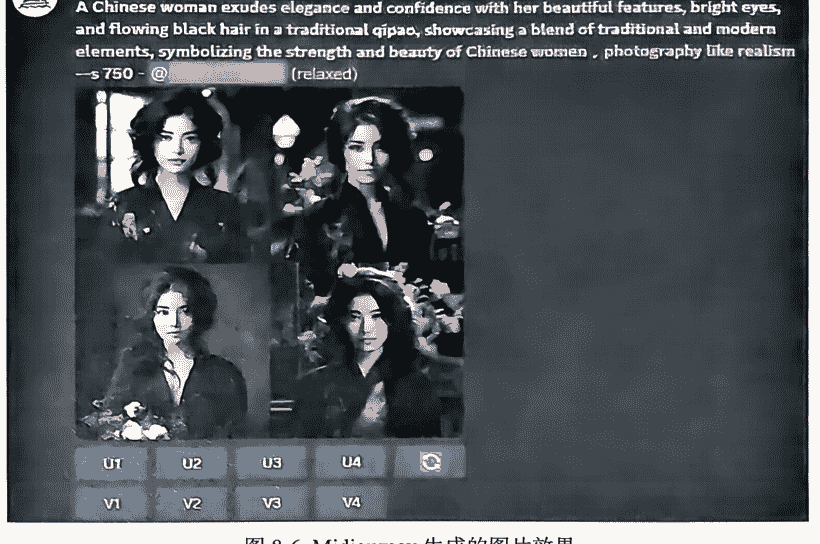 A Chinese woman exudes elegance and confidence with her beautiful features, bright eyes,
and flowing black hair in a traditional qipao, showcasing a blend of traditional and modern
elements, symbolizing the strength and beauty of Chinese women , photography like realism
—s 750 - @ (relaxed)
U1 U2 U3 U4
V1 V2 V3 V4
图 8-6 Midjourney 生成的图片效果